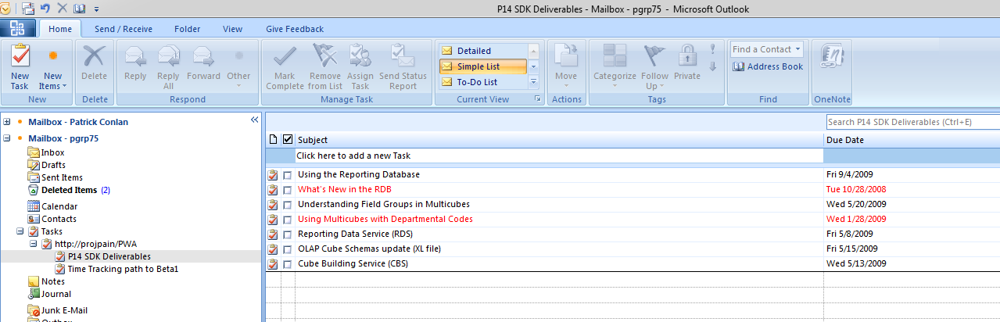 P14 SDK Deliverables - Mailbox - pgrp75 - Microsoft Outlook
Home Send / Receive Folder View Give Feedback
New Task
New Items
Delete
Reply
Reply All
Forward
Other
Mark Complete
Remove from List
Assign Task
Send Status Report
Detailed
Simple List
To-Do List
Move
Categorize
Follow Up
Private
Find a Contact
Address Book
OneNote
New Delete Respond Manage Task Current View Actions Tags Find
Mailbox - Patrick Conlan
Mailbox - pgrp75
Inbox
Drafts
Sent Items
Deleted Items (2)
Calendar
Contacts
Tasks
http://projpain/PWA
P14 SDK Deliverables
Time Tracking path to Beta1
Notes
Journal
Junk E-Mail
Outbox
Search P14 SDK Deliverables (Ctrl+E)
Subject Due Date
Click here to add a new Task
Using the Reporting Database Fri 9/4/2009
What's New in the RDB Tue 10/28/2008
Understanding Field Groups in Multicubes Wed 5/20/2009
Using Multicubes with Departmental Codes Wed 1/28/2009
Reporting Data Service (RDS) Fri 5/8/2009
OLAP Cube Schemas update (XL file) Fri 5/15/2009
Cube Building Service (CBS) Wed 5/13/2009